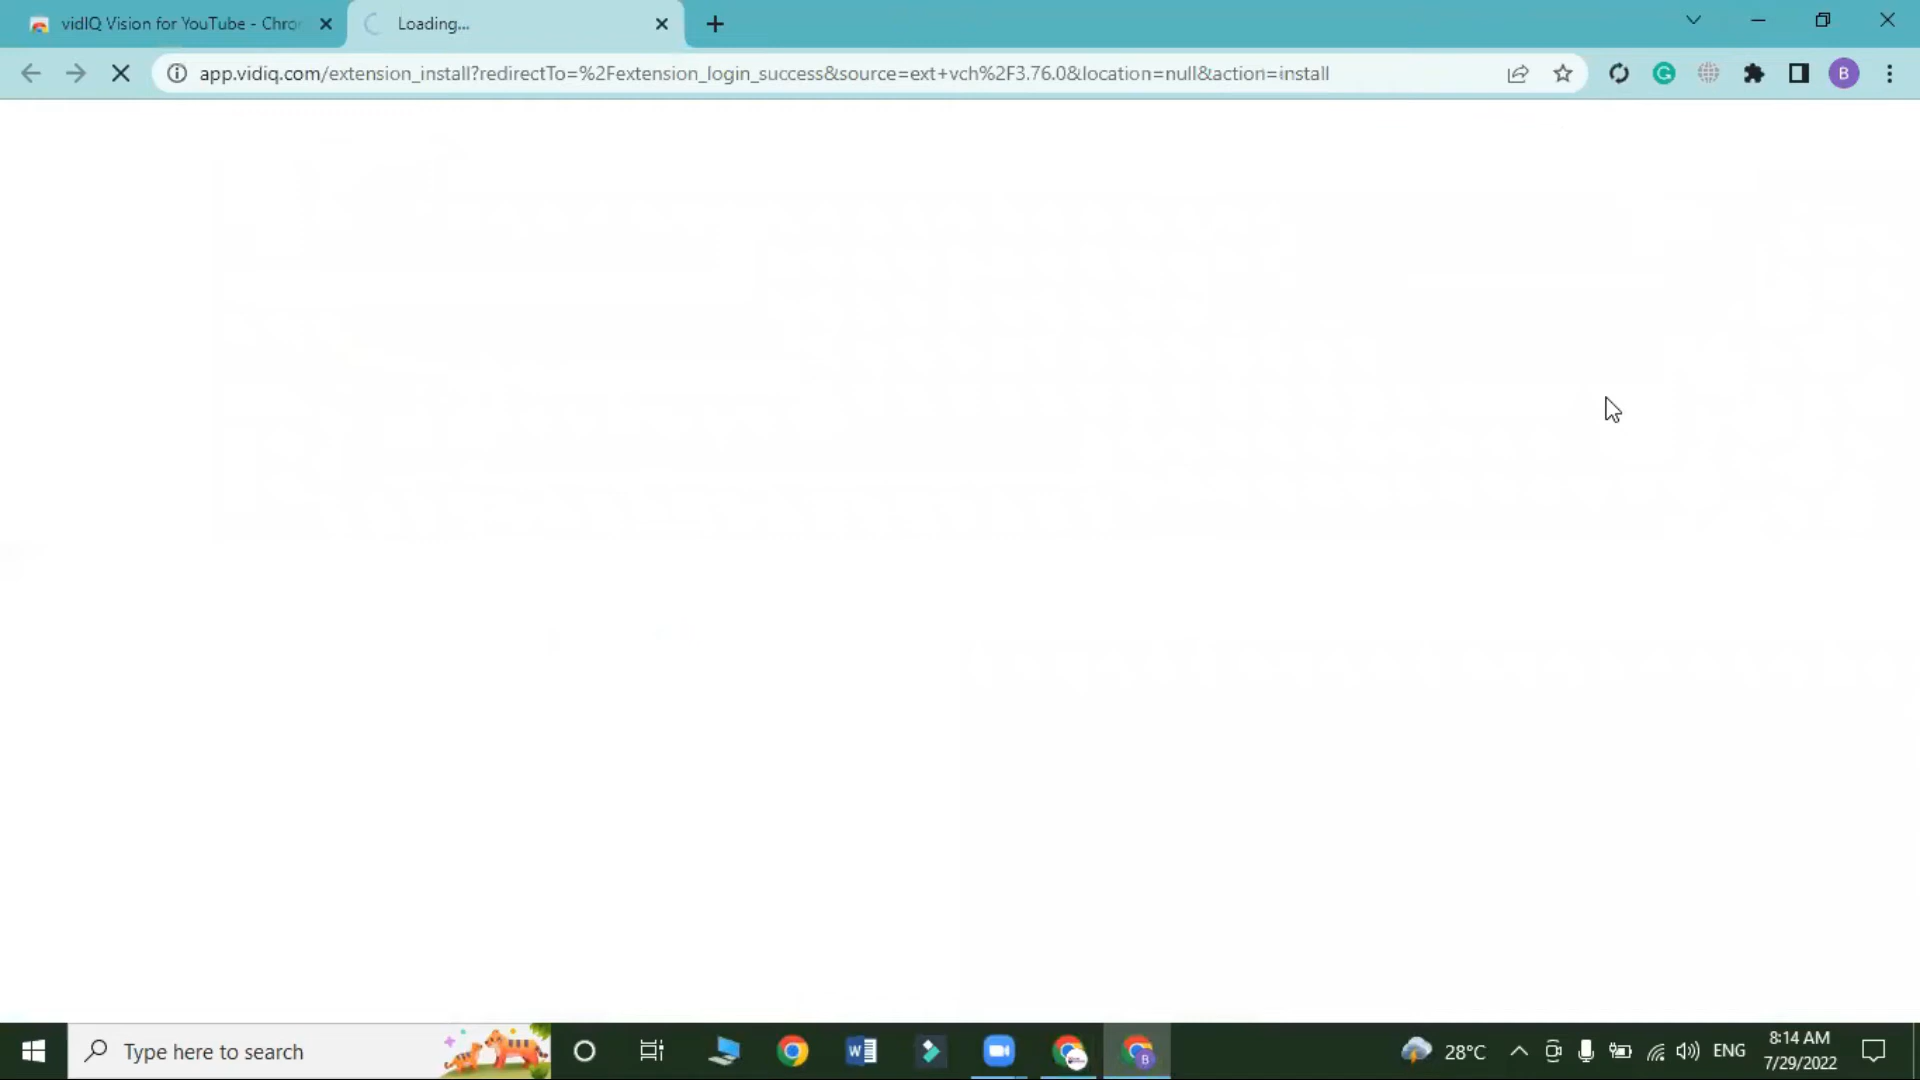 vidIQ Vision for YouTube - Chro
Loading...
app.vidiq.com/extension_install?redirectTo=%2Fextension_login_success&source=ext+vch%2F3.76.0&location=null&action=install
B
Type here to search
B
28°C
ENG
8:14 AM
7/29/2022